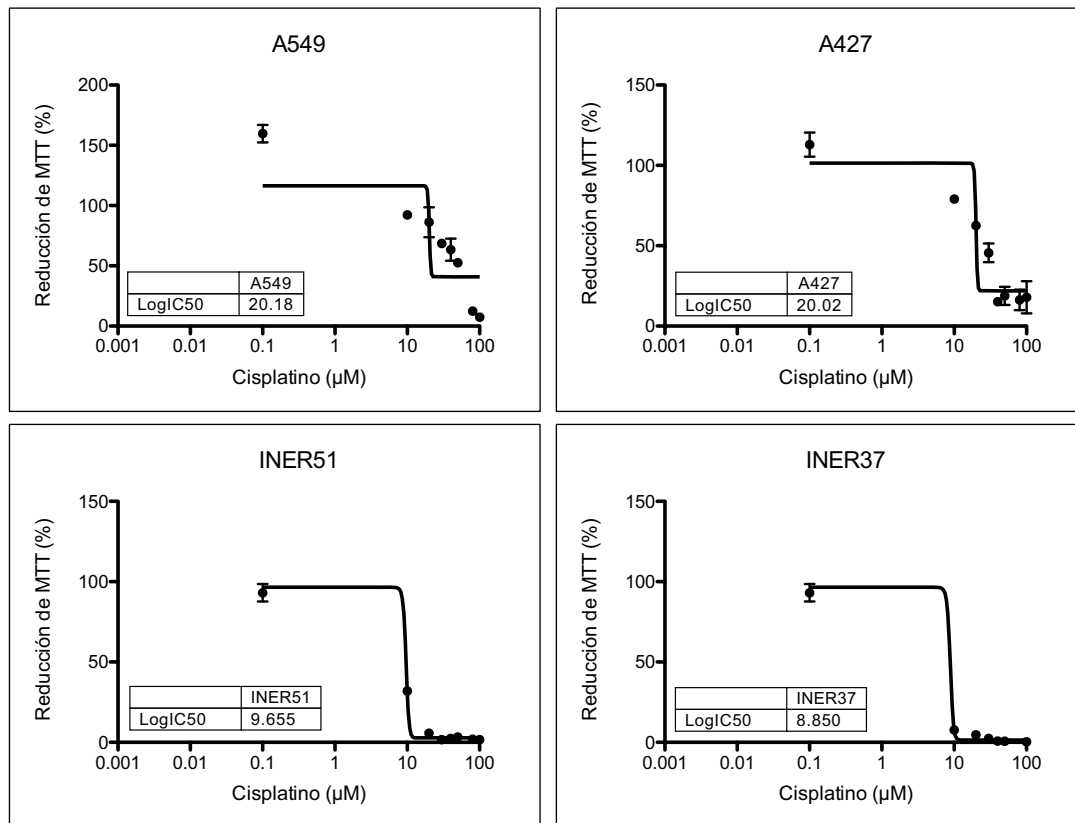 A549
Reducción de MTT (%)
200
150
100
50
0
A549
LogIC50 20.18
0.001 0.01 0.1 1 10 100
Cisplatino (µM)
A427
Reducción de MTT (%)
150
100
50
0
A427
LogIC50 20.02
0.001 0.01 0.1 1 10 100
Cisplatino (µM)
INER51
Reducción de MTT (%)
150
100
50
0
INER51
LogIC50 9.655
0.001 0.01 0.1 1 10 100
Cisplatino (µM)
INER37
Reducción de MTT (%)
150
100
50
0
INER37
LogIC50 8.850
0.001 0.01 0.1 1 10 100
Cisplatino (µM)